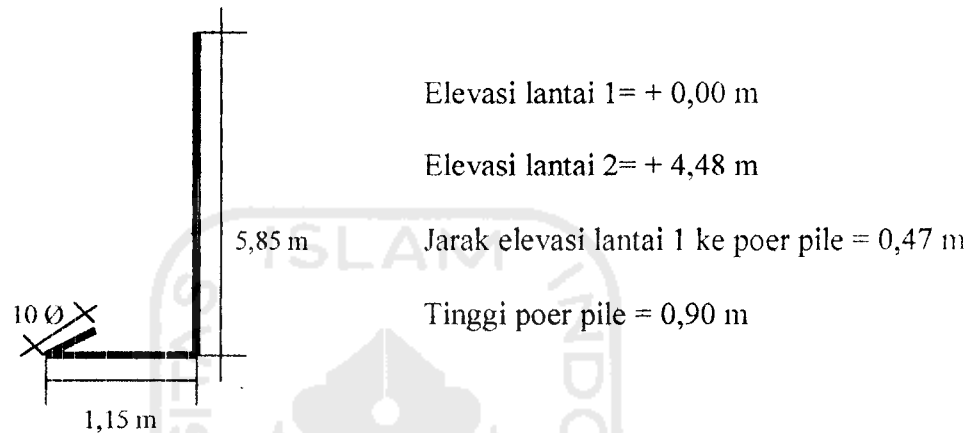 Elevasi lantai 1= + 0,00 m
Elevasi lantai 2= + 4,48 m
5,85 m
Jarak elevasi lantai 1 ke poer pile = 0,47 m
10 Ø
Tinggi poer pile = 0,90 m
1,15 m
ISLAM